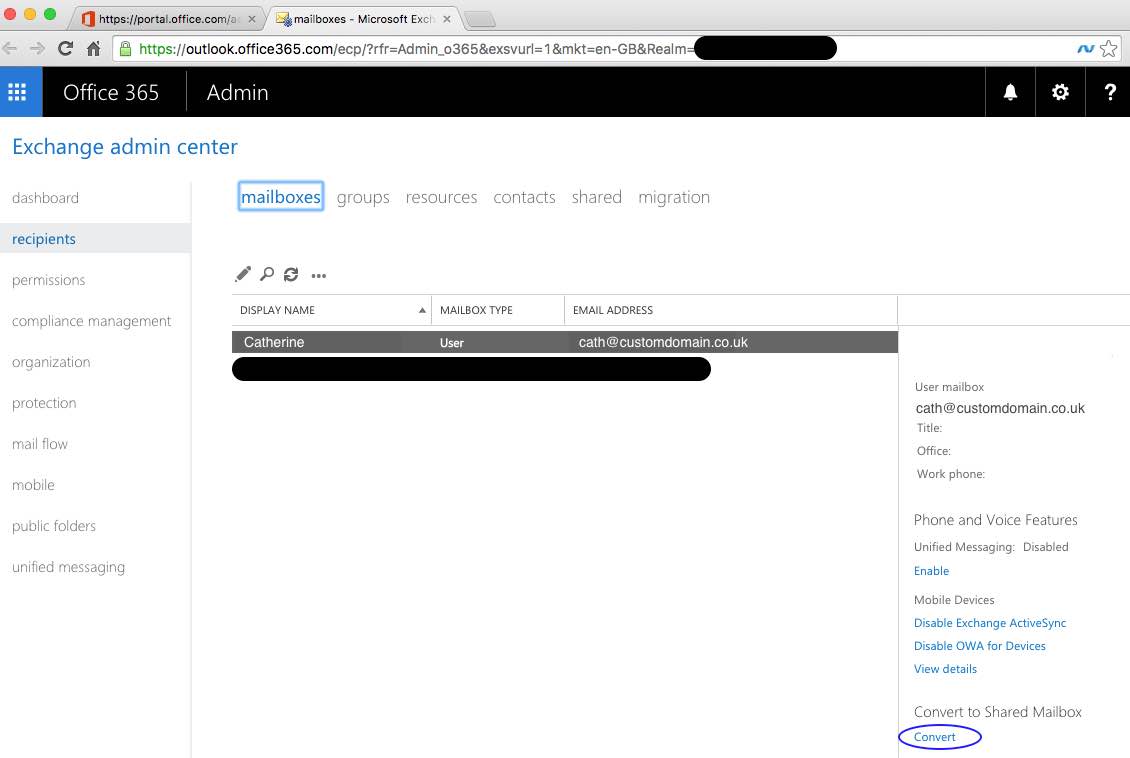 https://portal.office.com/a
mailboxes - Microsoft Exc
https://outlook.office365.com/ecp/?rfr=Admin_o365&exsvurl=1&mkt=en-GB&Realm=
Office 365 Admin ?
Exchange admin center
dashboard
mailboxes groups resources contacts shared migration
recipients
permissions
compliance management
organization
protection
mail flow
mobile
public folders
unified messaging
DISPLAY NAME MAILBOX TYPE EMAIL ADDRESS
Catherine User cath@customdomain.co.uk
User mailbox
cath@customdomain.co.uk
Title:
Office:
Work phone:
Phone and Voice Features
Unified Messaging: Disabled
Enable
Mobile Devices
Disable Exchange ActiveSync
Disable OWA for Devices
View details
Convert to Shared Mailbox
Convert